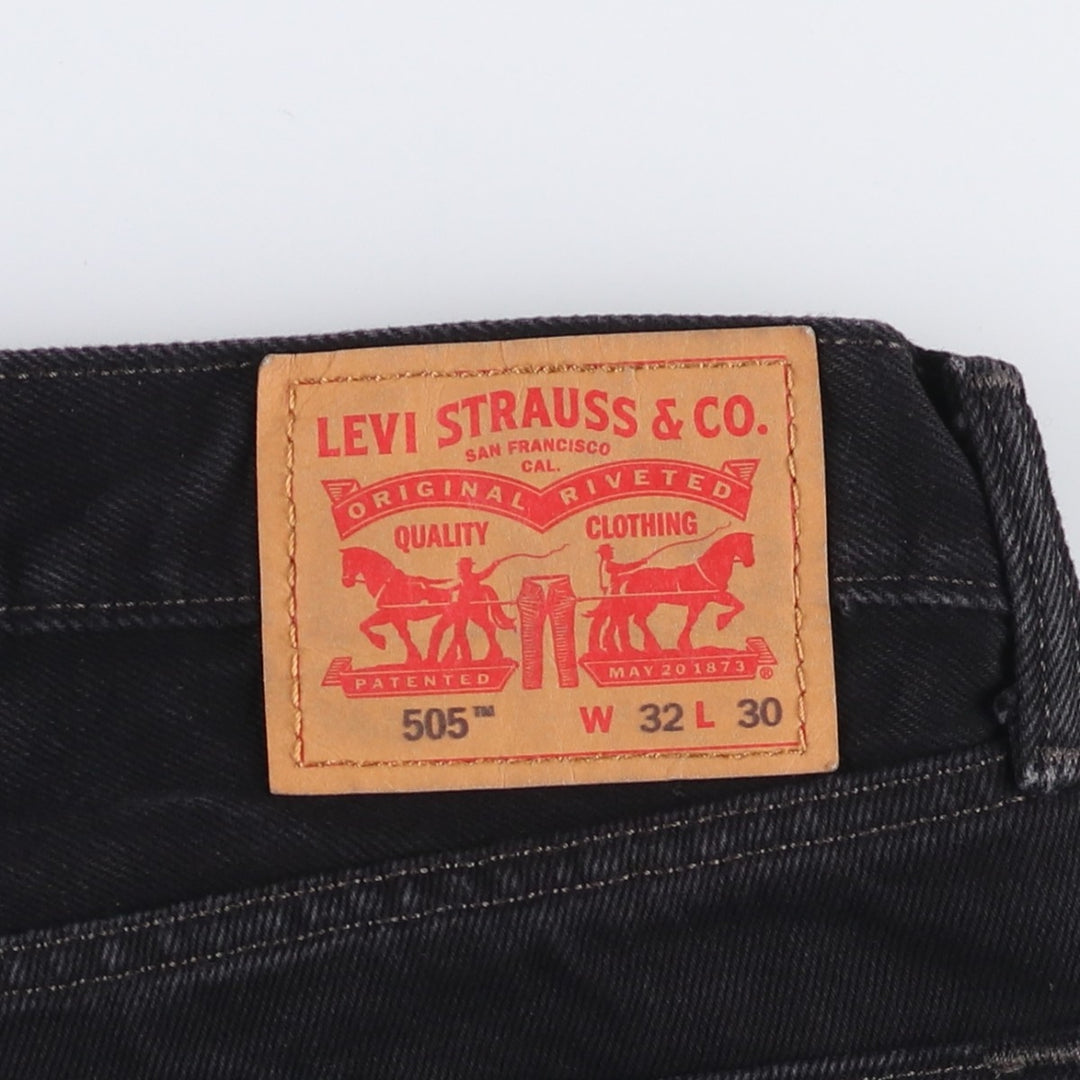 LEVI STRAUSS & CO.
SAN FRANCISCO
CAL.
ORIGINAL RIVETED
QUALITY CLOTHING
PATENTED MAY 20 1873 ®
505™ W 32 L 30